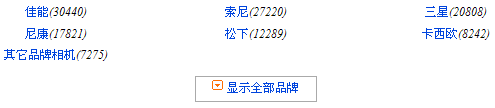 佳能(30440) 索尼(27220) 三星(20808)
尼康(17821) 松下(12289) 卡西欧(8242)
其它品牌相机(7275)
显示全部品牌